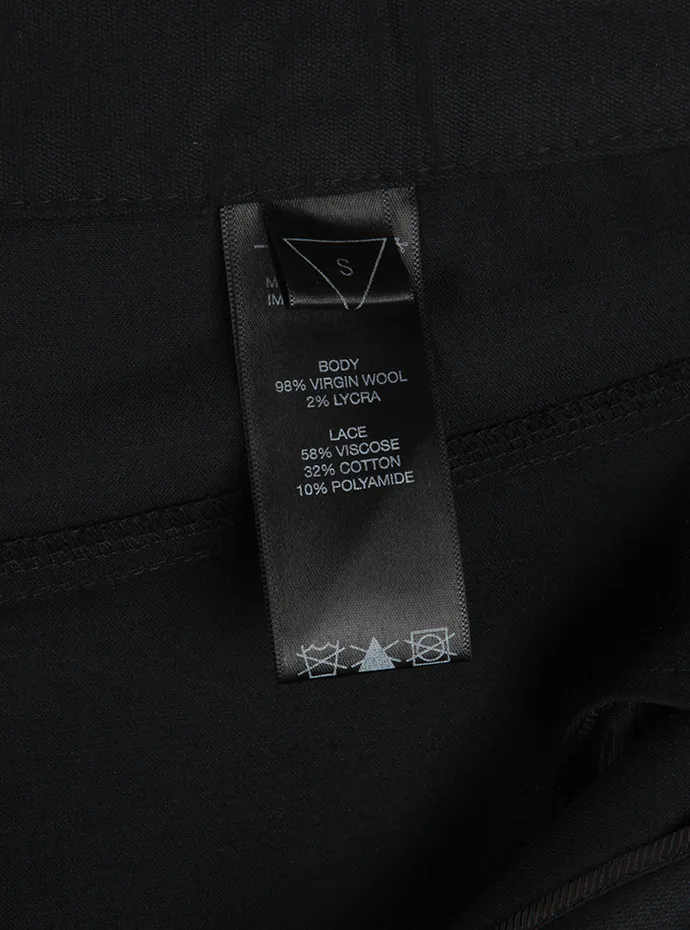 S
BODY
98% VIRGIN WOOL
2% LYCRA
LACE
58% VISCOSE
32% COTTON
10% POLYAMIDE